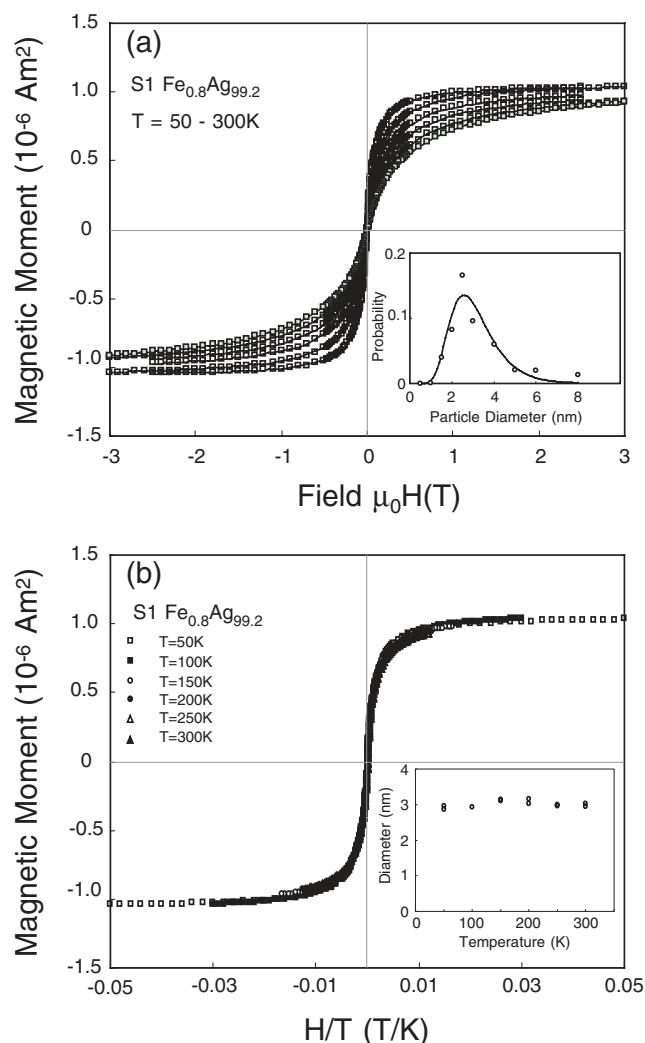 (a)
S1 Fe0.8Ag99.2
T = 50 - 300K
Magnetic Moment (10-6 Am2)
1.5
1.0
0.5
0
-0.5
-1.0
-1.5
-3
-2
-1
0
1
2
3
Field μ0H(T)
Probability
0.2
0.1
0
0
2
4
6
8
Particle Diameter (nm)
(b)
S1 Fe0.8Ag99.2
T=50K
T=100K
T=150K
T=200K
T=250K
T=300K
Magnetic Moment (10-6 Am2)
1.5
1.0
0.5
0
-0.5
-1.0
-1.5
-0.05
-0.03
-0.01
0.01
0.03
0.05
H/T (T/K)
Diameter (nm)
4
3
2
1
0
0
100
200
300
Temperature (K)